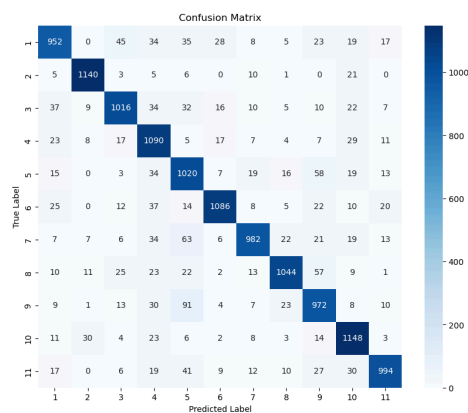 Confusion Matrix
1 952 0 45 34 35 28 8 5 23 19 17
2 5 1140 3 5 6 0 10 1 0 21 0
3 37 9 1016 34 32 16 10 5 10 22 7
4 23 8 17 1090 5 17 7 4 7 29 11
5 15 0 3 34 1020 7 19 16 58 19 13
6 25 0 12 37 14 1086 8 5 22 10 20
7 7 7 6 34 63 6 982 22 21 19 13
8 10 11 25 23 22 2 13 1044 57 9 1
9 9 1 13 30 91 4 7 23 972 8 10
10 11 30 4 23 6 2 8 3 14 1148 3
11 17 0 6 19 41 9 12 10 27 30 994
1 2 3 4 5 6 7 8 9 10 11
Predicted Label
True Label
1000
800
600
400
200
0